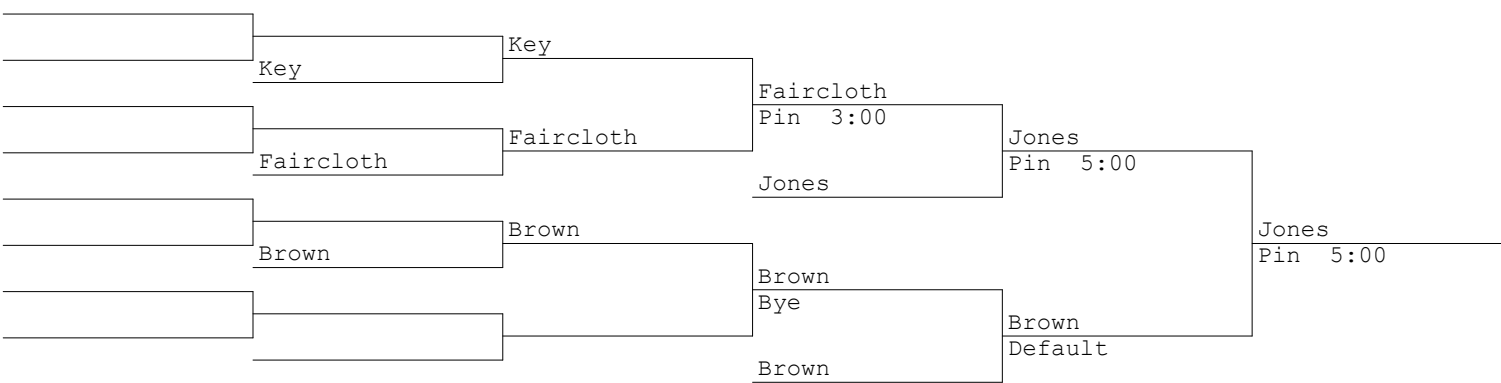 Key
Key
Faircloth
Pin 3:00
Faircloth
Jones
Faircloth
Pin 5:00
Jones
Brown
Jones
Brown
Pin 5:00
Brown
Bye
Brown
Default
Brown